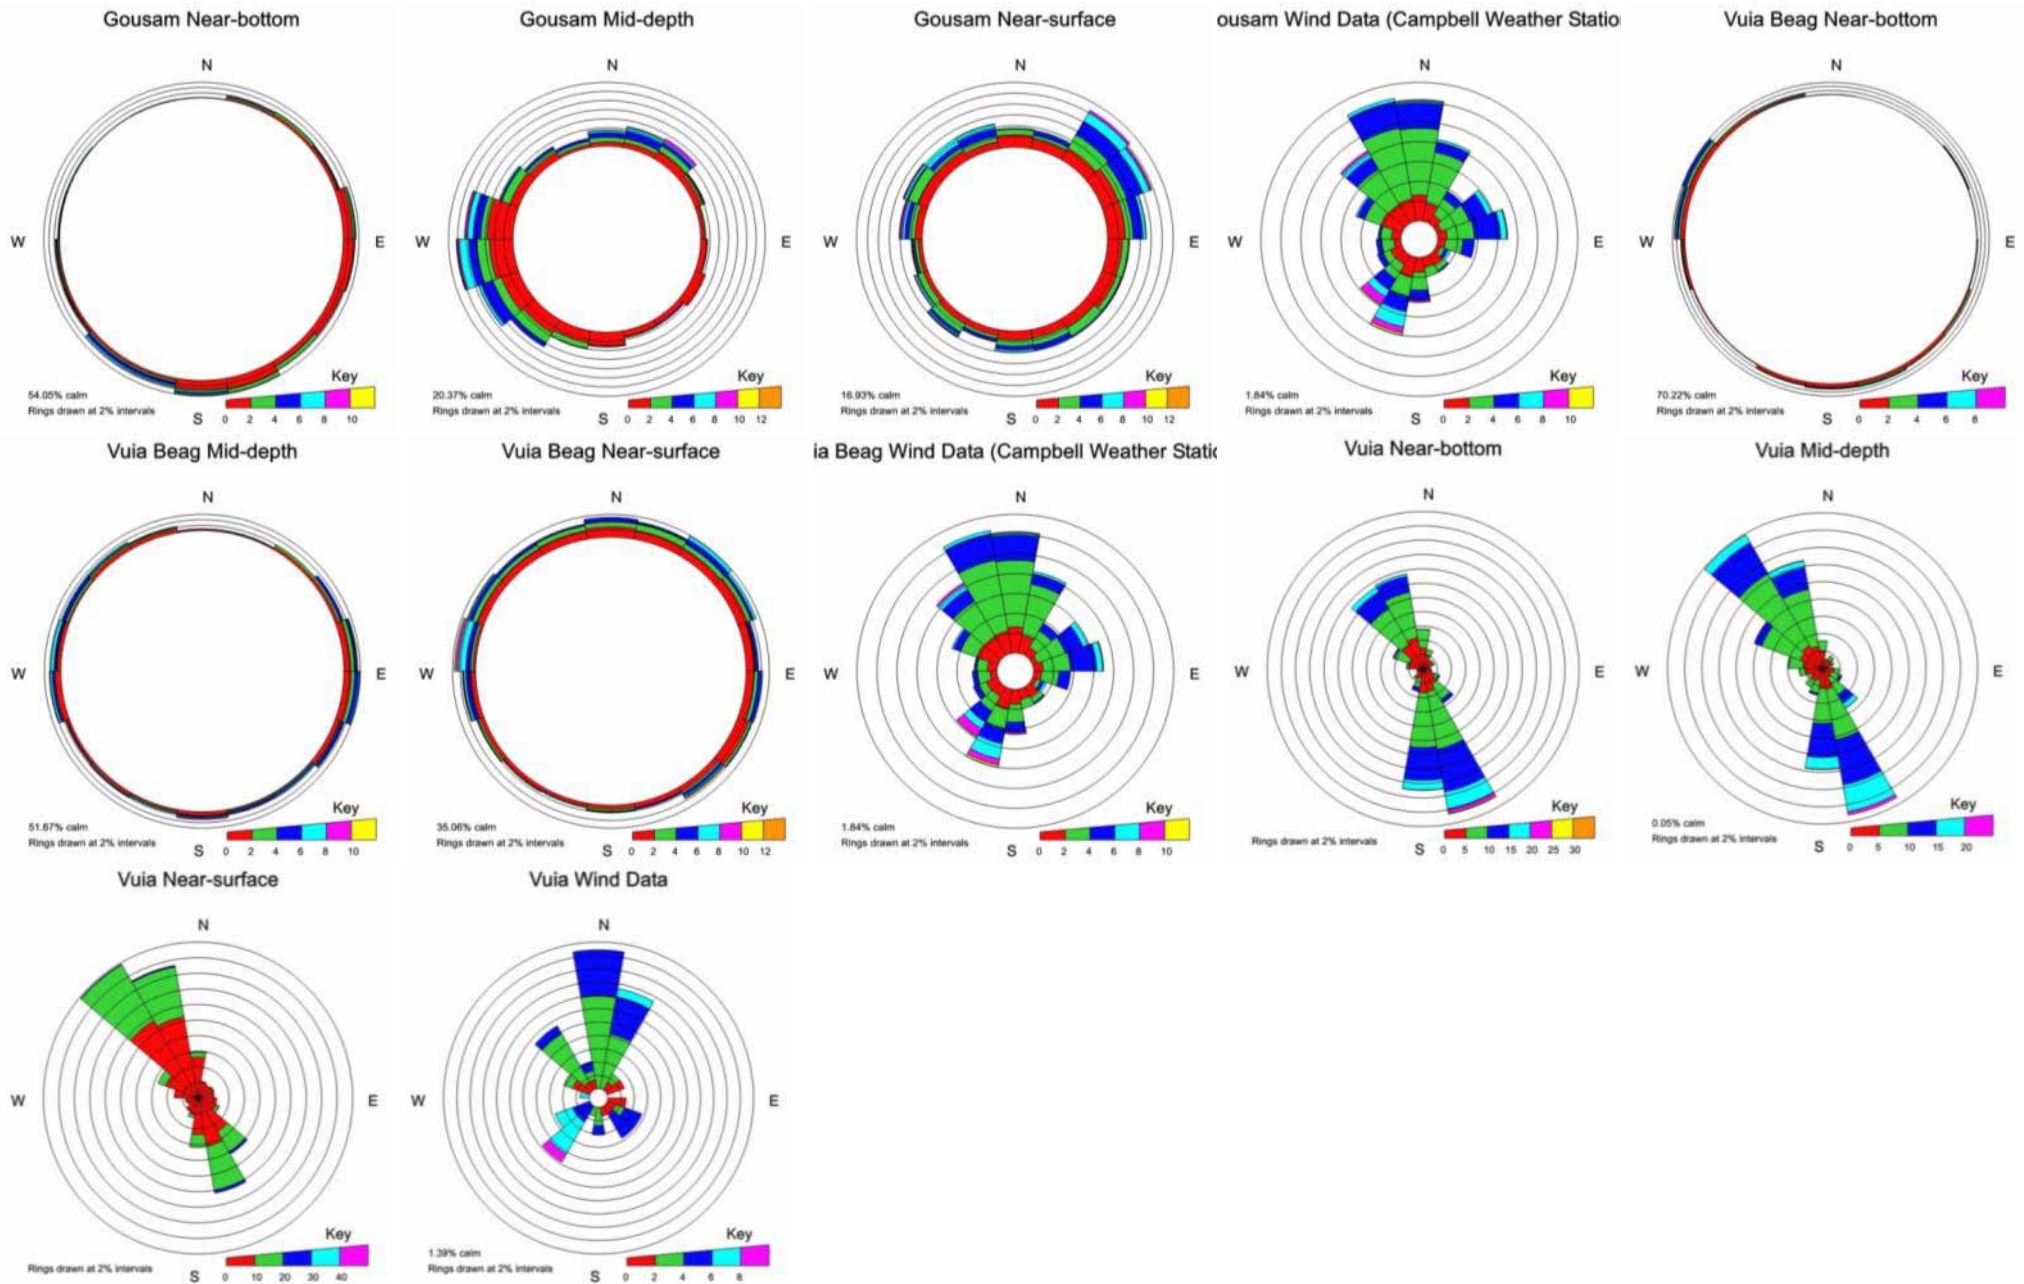 Gousam Near-bottom
N
W
E
S
54.05% calm
Rings drawn at 2% intervals
Key
0 2 4 6 8 10
Gousam Mid-depth
N
W
E
S
20.37% calm
Rings drawn at 2% intervals
Key
0 2 4 6 8 10 12
Gousam Near-surface
N
W
E
S
16.93% calm
Rings drawn at 2% intervals
Key
0 2 4 6 8 10 12
ousam Wind Data (Campbell Weather Statio
N
W
E
S
1.84% calm
Rings drawn at 2% intervals
Key
0 2 4 6 8 10
Vuia Beag Near-bottom
N
W
E
S
70.22% calm
Rings drawn at 2% intervals
Key
0 2 4 6 8
Vuia Beag Mid-depth
N
W
E
S
51.67% calm
Rings drawn at 2% intervals
Key
0 2 4 6 8 10
Vuia Beag Near-surface
N
W
E
S
35.06% calm
Rings drawn at 2% intervals
Key
0 2 4 6 8 10 12
ia Beag Wind Data (Campbell Weather Static
N
W
E
S
1.84% calm
Rings drawn at 2% intervals
Key
0 2 4 6 8 10
Vuia Near-bottom
N
W
E
S
Rings drawn at 2% intervals
Key
0 5 10 15 20 25 30
Vuia Mid-depth
N
W
E
S
0.05% calm
Rings drawn at 2% intervals
Key
0 5 10 15 20
Vuia Near-surface
N
W
E
S
Rings drawn at 2% intervals
Key
0 10 20 30 40
Vuia Wind Data
N
W
E
S
1.39% calm
Rings drawn at 2% intervals
Key
0 2 4 6 8